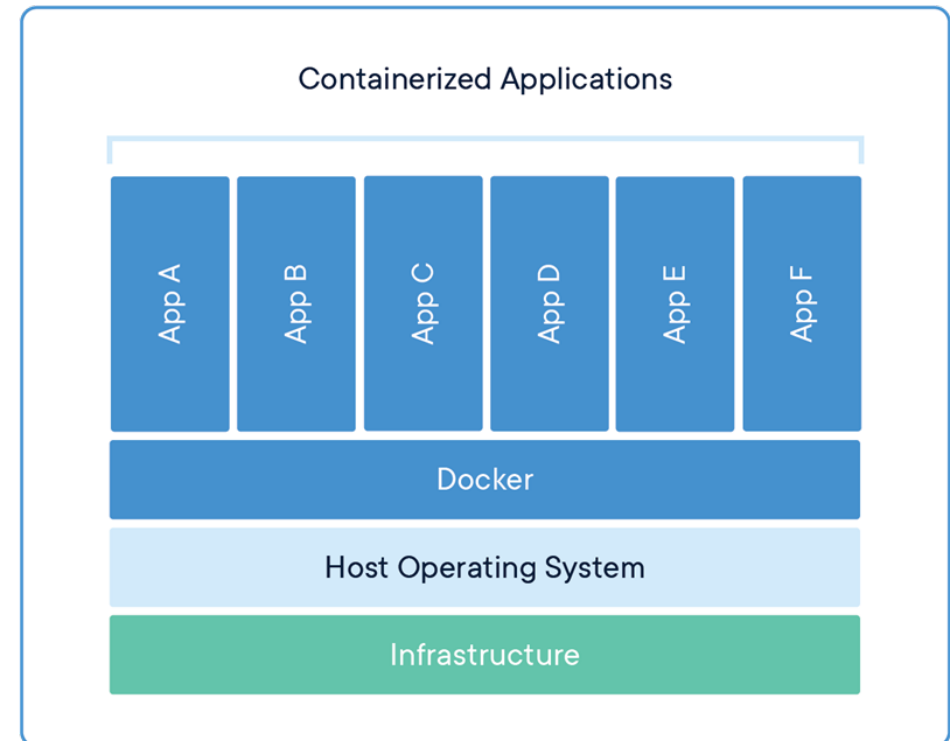 Containerized Applications
App A
App B
App C
App D
App E
App F
Docker
Host Operating System
Infrastructure